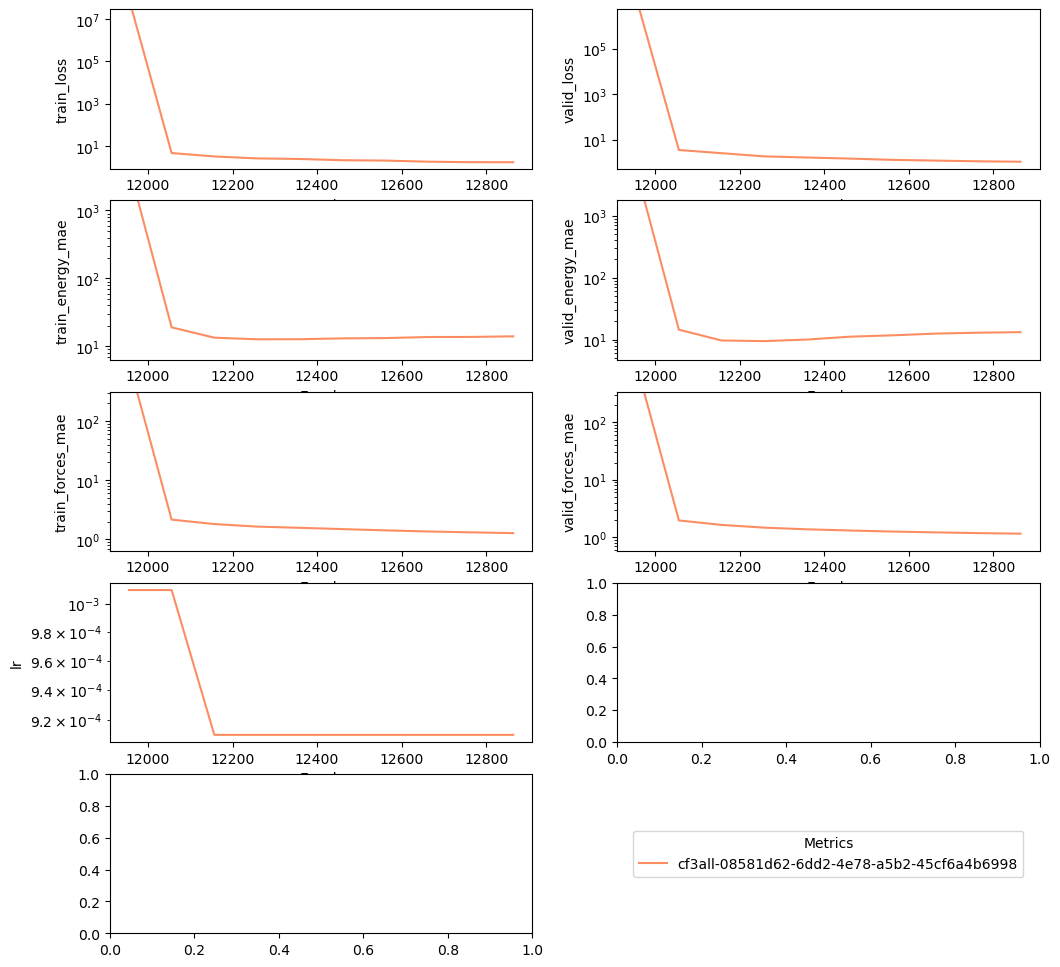 train_loss
10^7
10^5
10^3
10^1
12000 12200 12400 12600 12800
valid_loss
10^5
10^3
10^1
12000 12200 12400 12600 12800
train_energy_mae
10^3
10^2
10^1
12000 12200 12400 12600 12800
valid_energy_mae
10^3
10^2
10^1
12000 12200 12400 12600 12800
train_forces_mae
10^2
10^1
10^0
12000 12200 12400 12600 12800
valid_forces_mae
10^2
10^1
10^0
12000 12200 12400 12600 12800
lr
10^−3
9.8 × 10^−4
9.6 × 10^−4
9.4 × 10^−4
9.2 × 10^−4
12000 12200 12400 12600 12800
1.0
0.8
0.6
0.4
0.2
0.0
0.0 0.2 0.4 0.6 0.8 1.0
1.0
0.8
0.6
0.4
0.2
0.0
0.0 0.2 0.4 0.6 0.8 1.0
Metrics
cf3all-08581d62-6dd2-4e78-a5b2-45cf6a4b6998